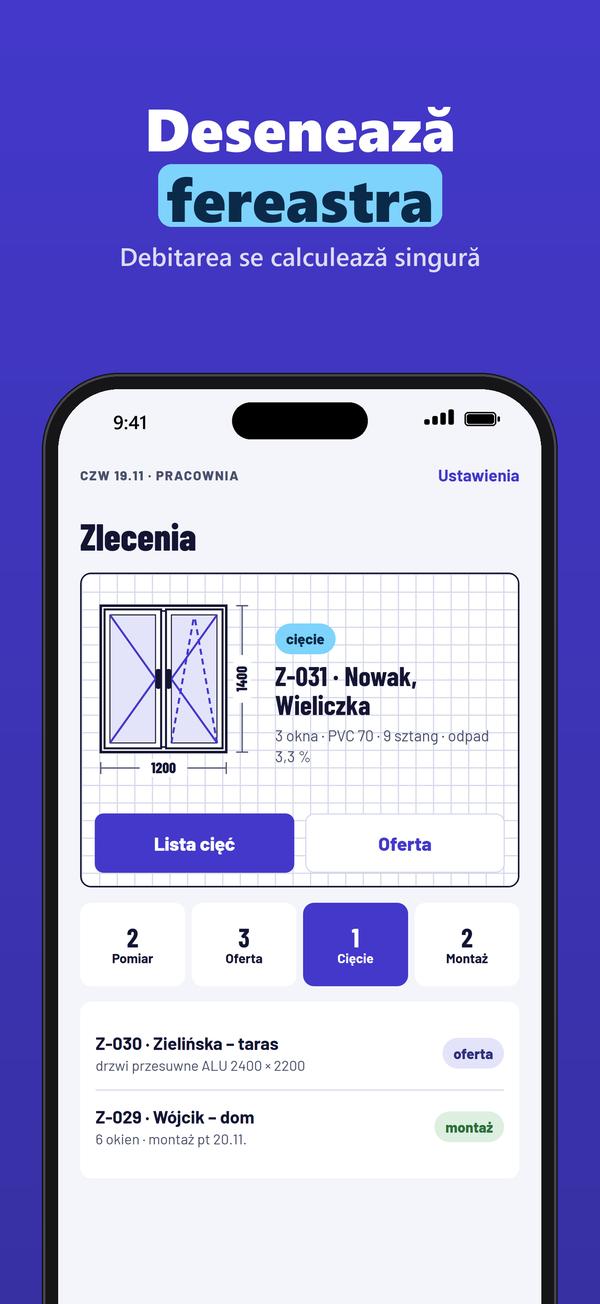 Desenează
fereastra
Debitarea se calculează singură
9:41
CZW 19.11 · PRACOWNIA
Ustawienia
Zlecenia
1400
1200
cięcie
Z-031 · Nowak,
Wieliczka
3 okna · PVC 70 · 9 sztang · odpad
3,3 %
Lista cięć
Oferta
2
Pomiar
3
Oferta
1
Cięcie
2
Montaż
Z-030 · Zielińska – taras
drzwi przesuwne ALU 2400 × 2200
oferta
Z-029 · Wójcik – dom
6 okien · montaż pt 20.11.
montaż